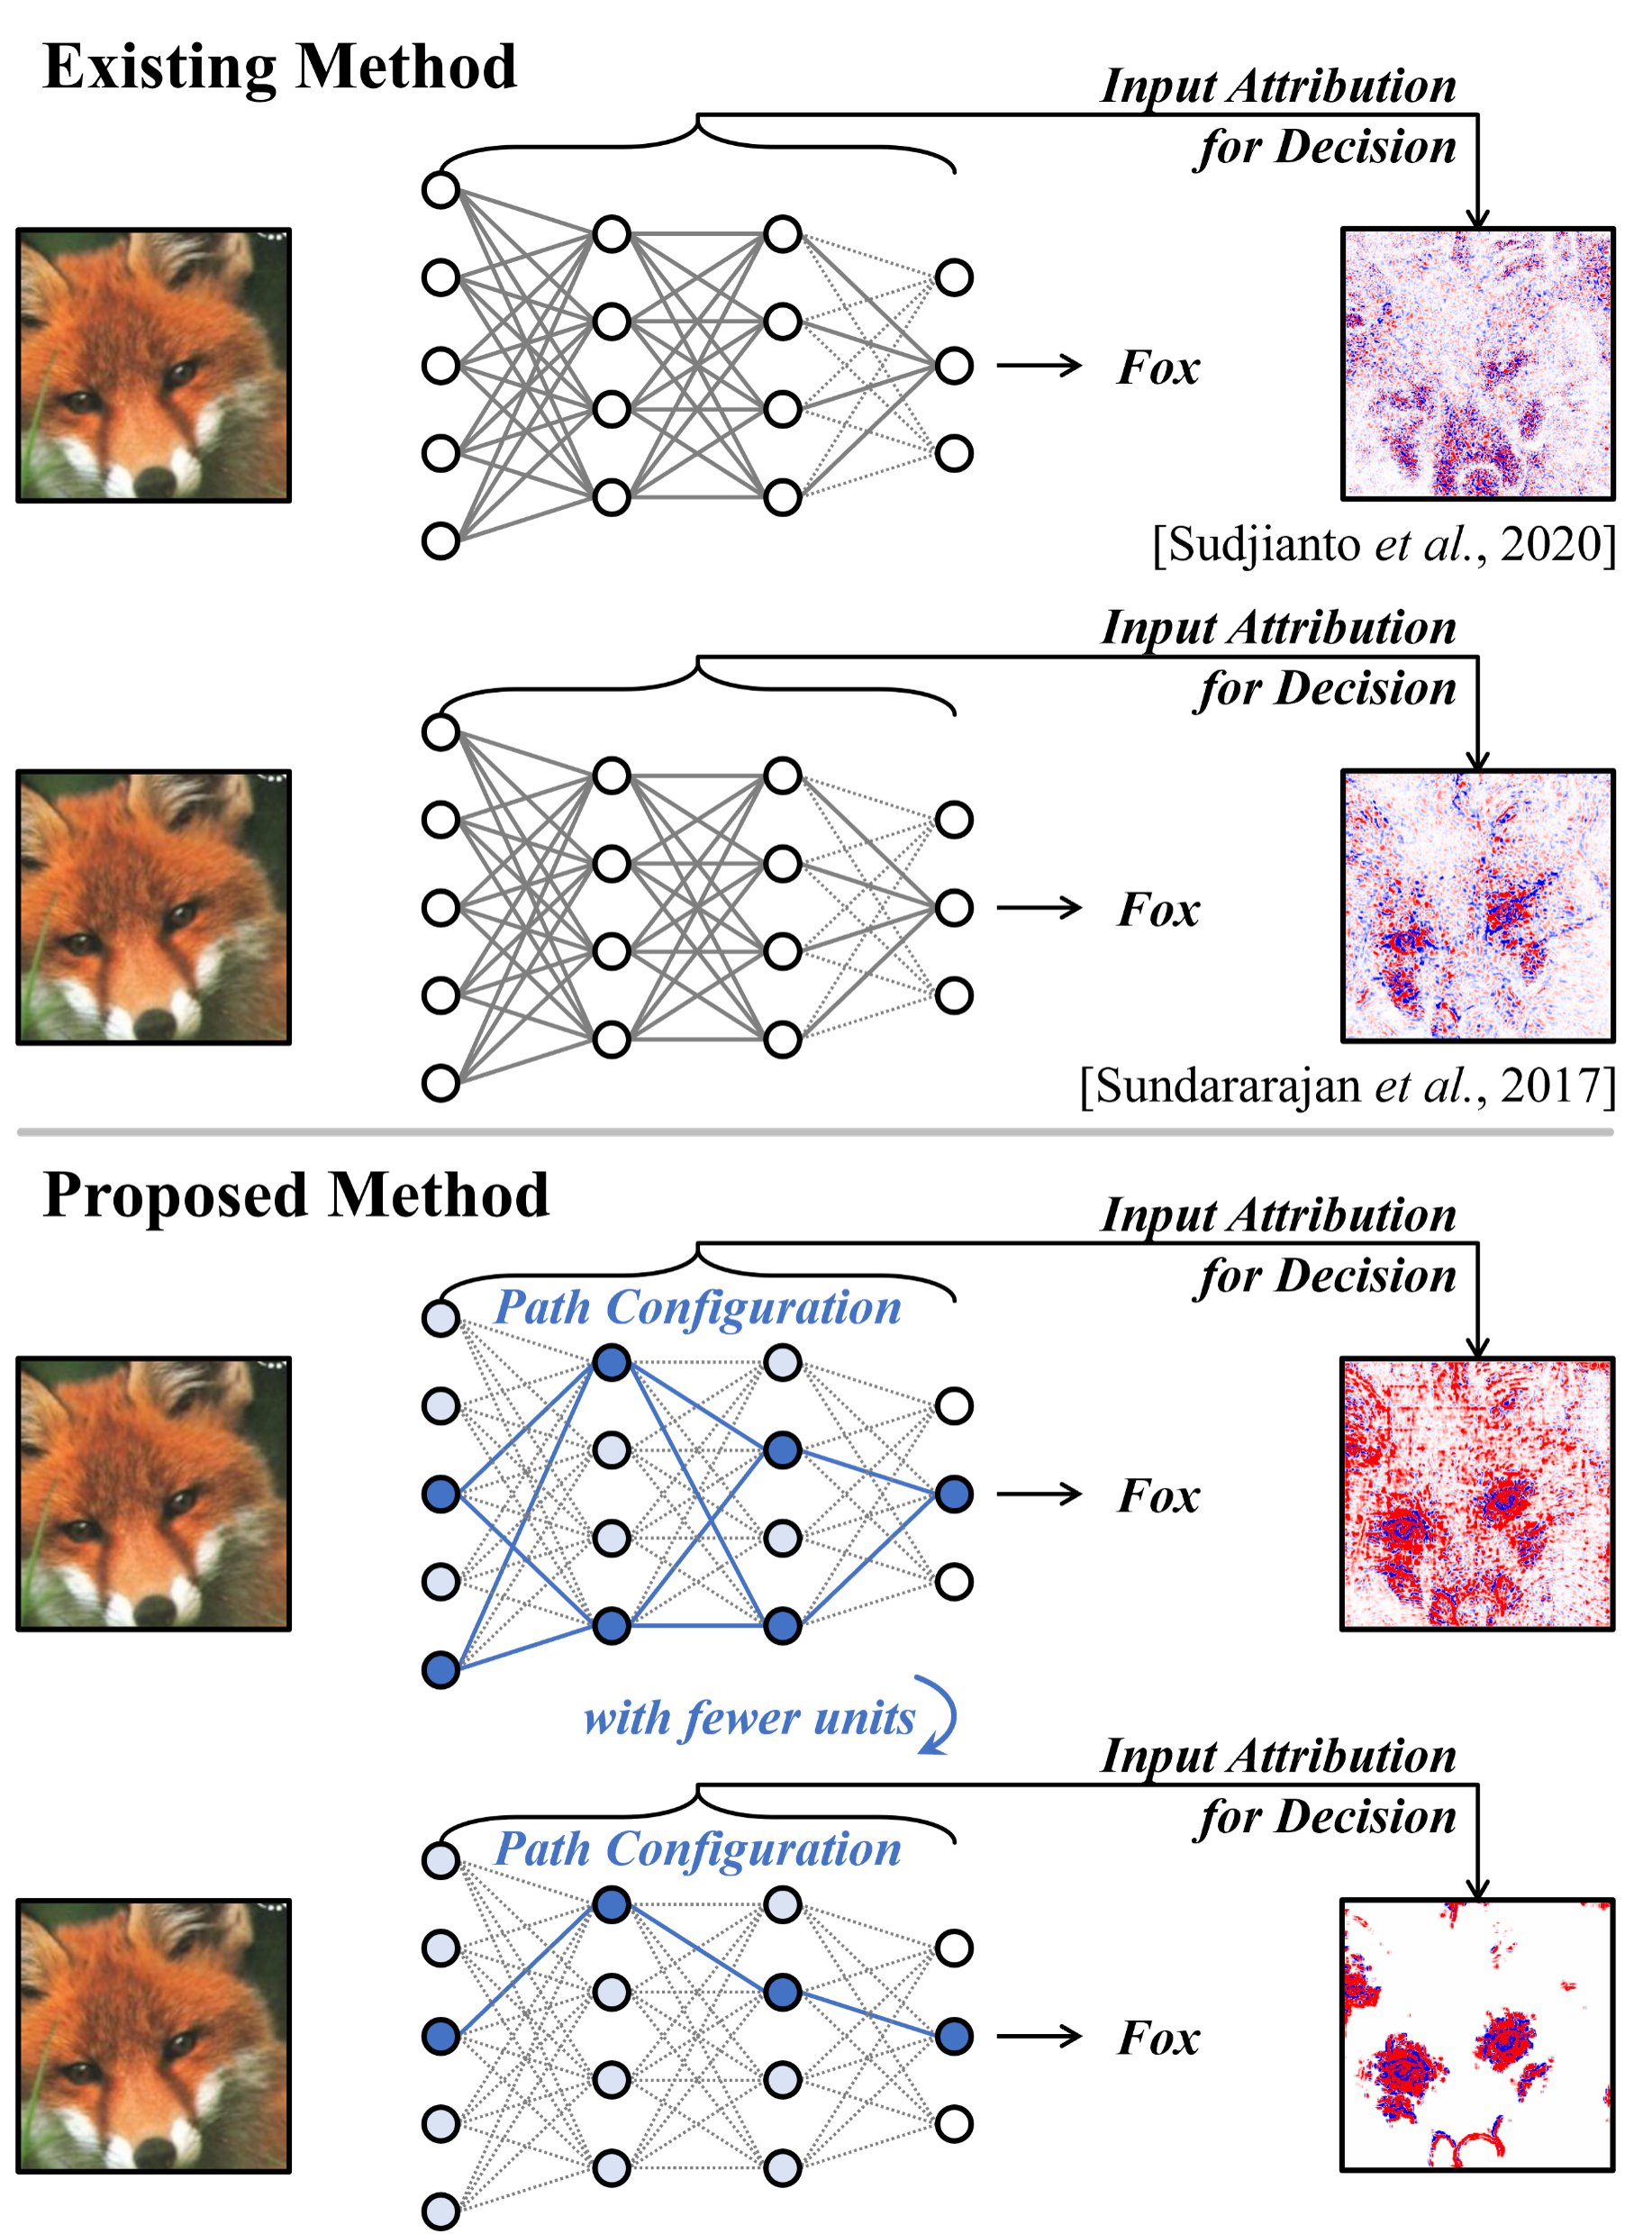 Existing Method
Input Attribution
for Decision
Fox
[Sudjianto et al., 2020]
Input Attribution
for Decision
Fox
[Sundararajan et al., 2017]
Proposed Method
Input Attribution
for Decision
Path Configuration
Fox
with fewer units
Input Attribution
for Decision
Path Configuration
Fox